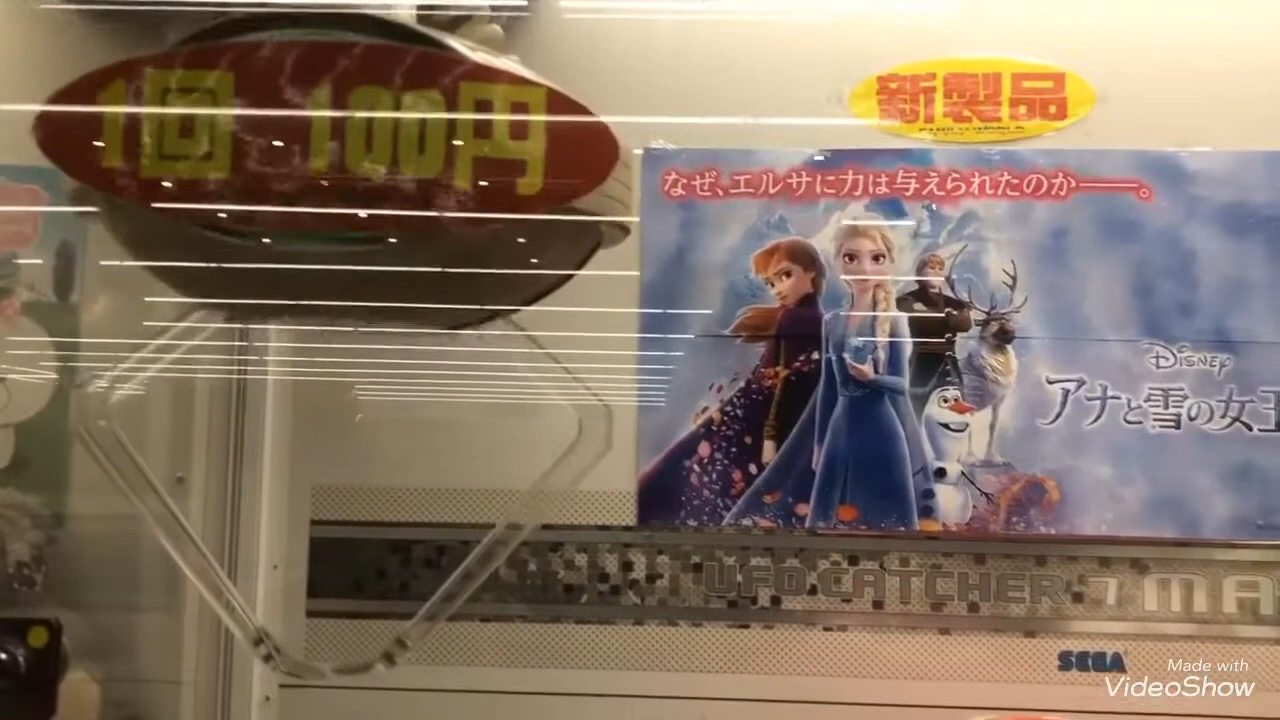 1回 100円
新製品
なぜ、エルサに力は与えられたのか――。
Disney
アナと雪の女王
UFO CATCHER 7 MA
SEGA
Made with
VideoShow